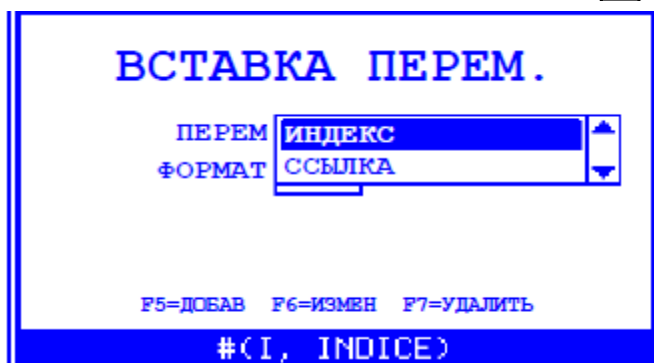 ВСТАВКА ПЕРЕМ.
ПЕРЕМ ИНДЕКС
ФОРМАТ ССЫЛКА
F5=ДОБАВ F6=ИЗМЕН F7=УДАЛИТЬ
#(I, INDICE)